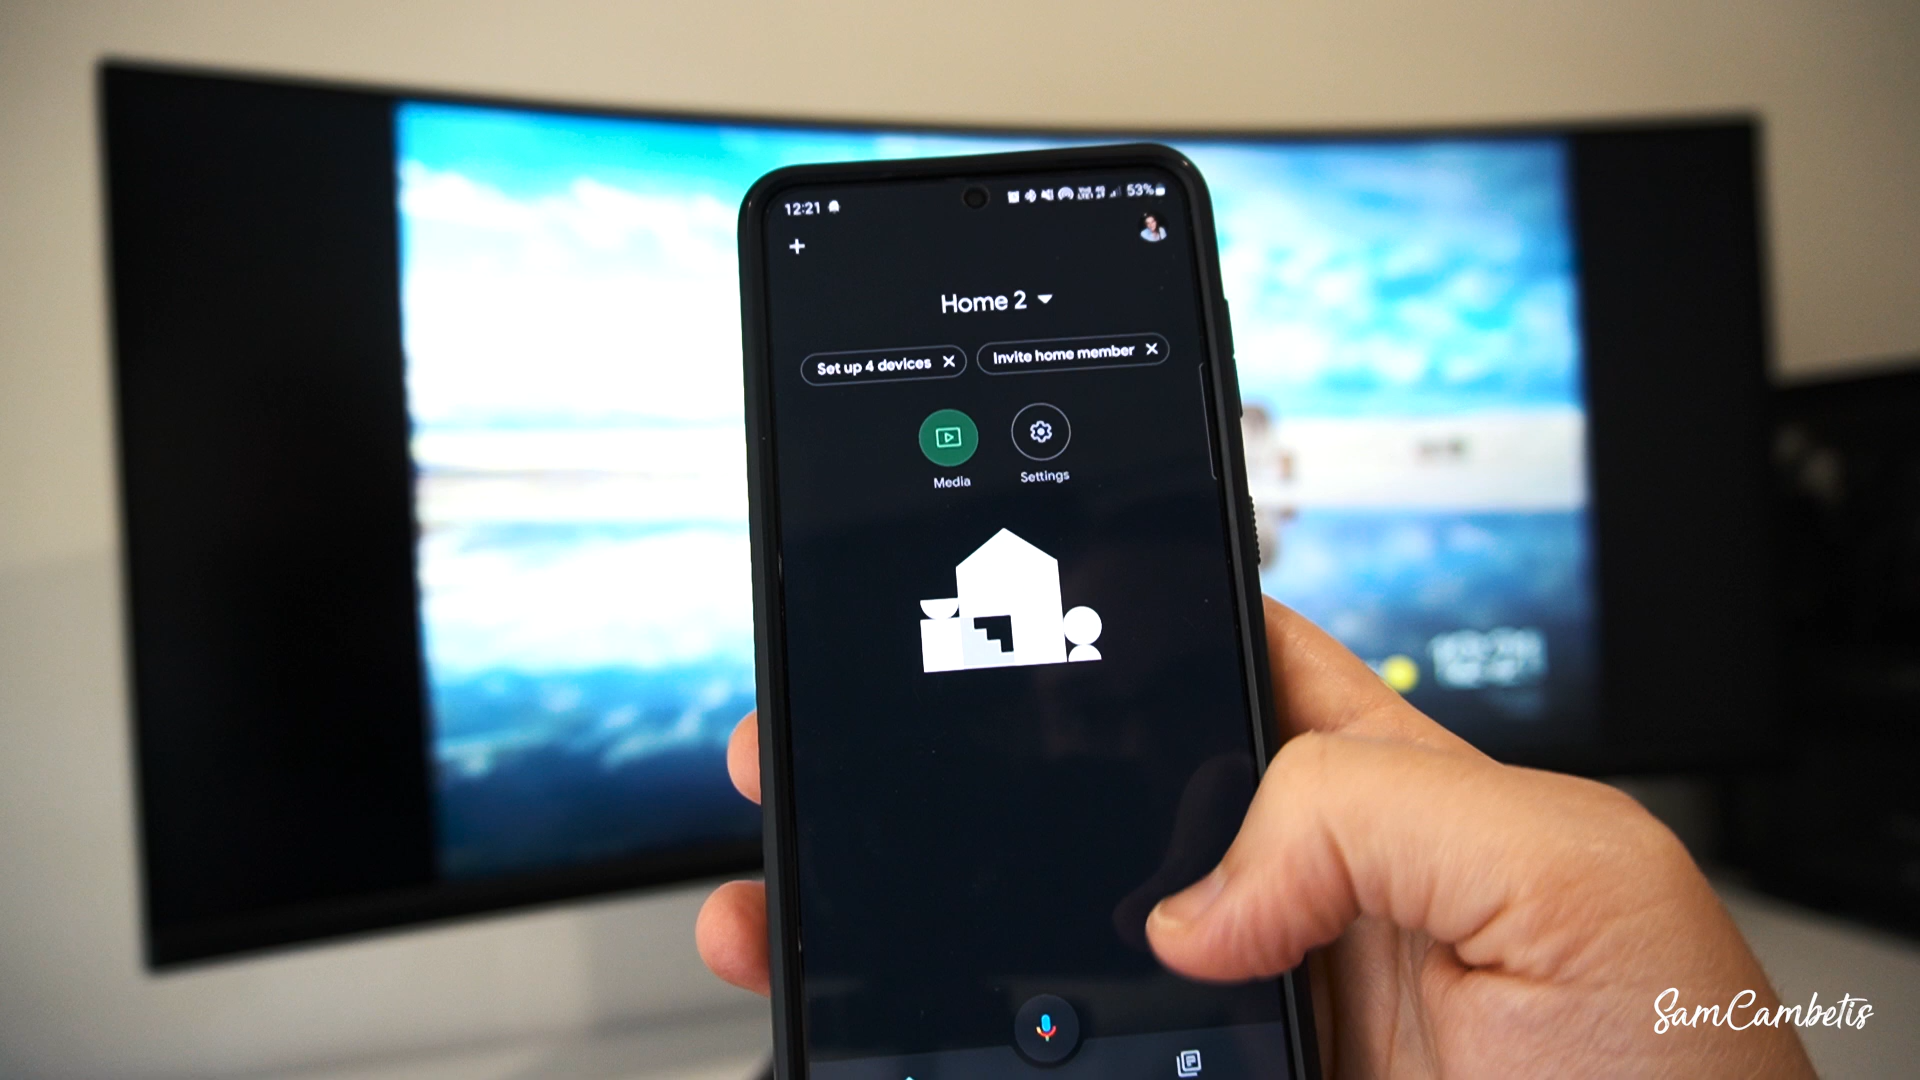 12:21
53%
Home 2
Set up 4 devices
Invite home member
Media
Settings
SamCambetis